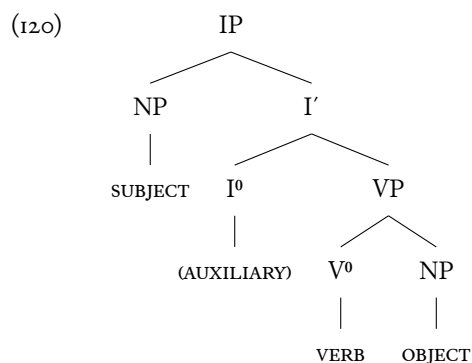 (120) IP
NP I′
SUBJECT I⁰ VP
(AUXILIARY) V⁰ NP
VERB OBJECT